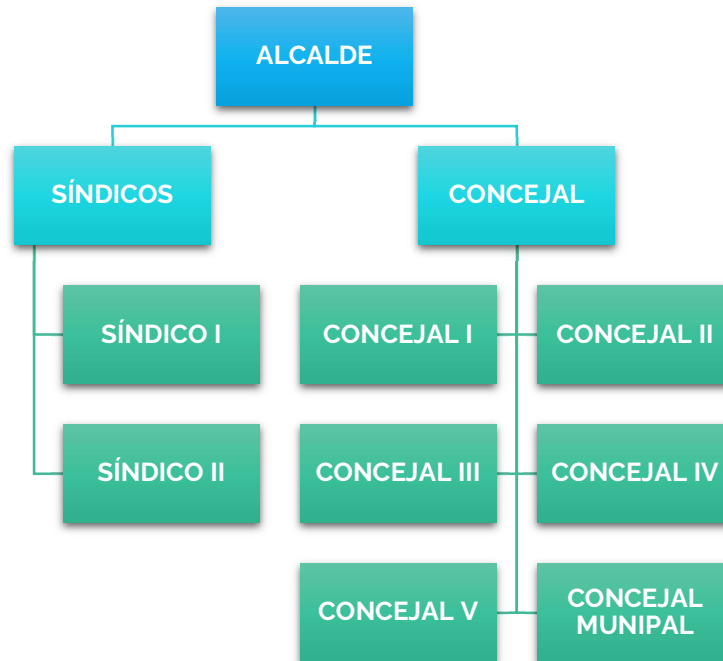 ALCALDE
SÍNDICOS
CONCEJAL
SÍNDICO I
CONCEJAL I
CONCEJAL II
SÍNDICO II
CONCEJAL III
CONCEJAL IV
CONCEJAL V
CONCEJAL
MUNIPAL